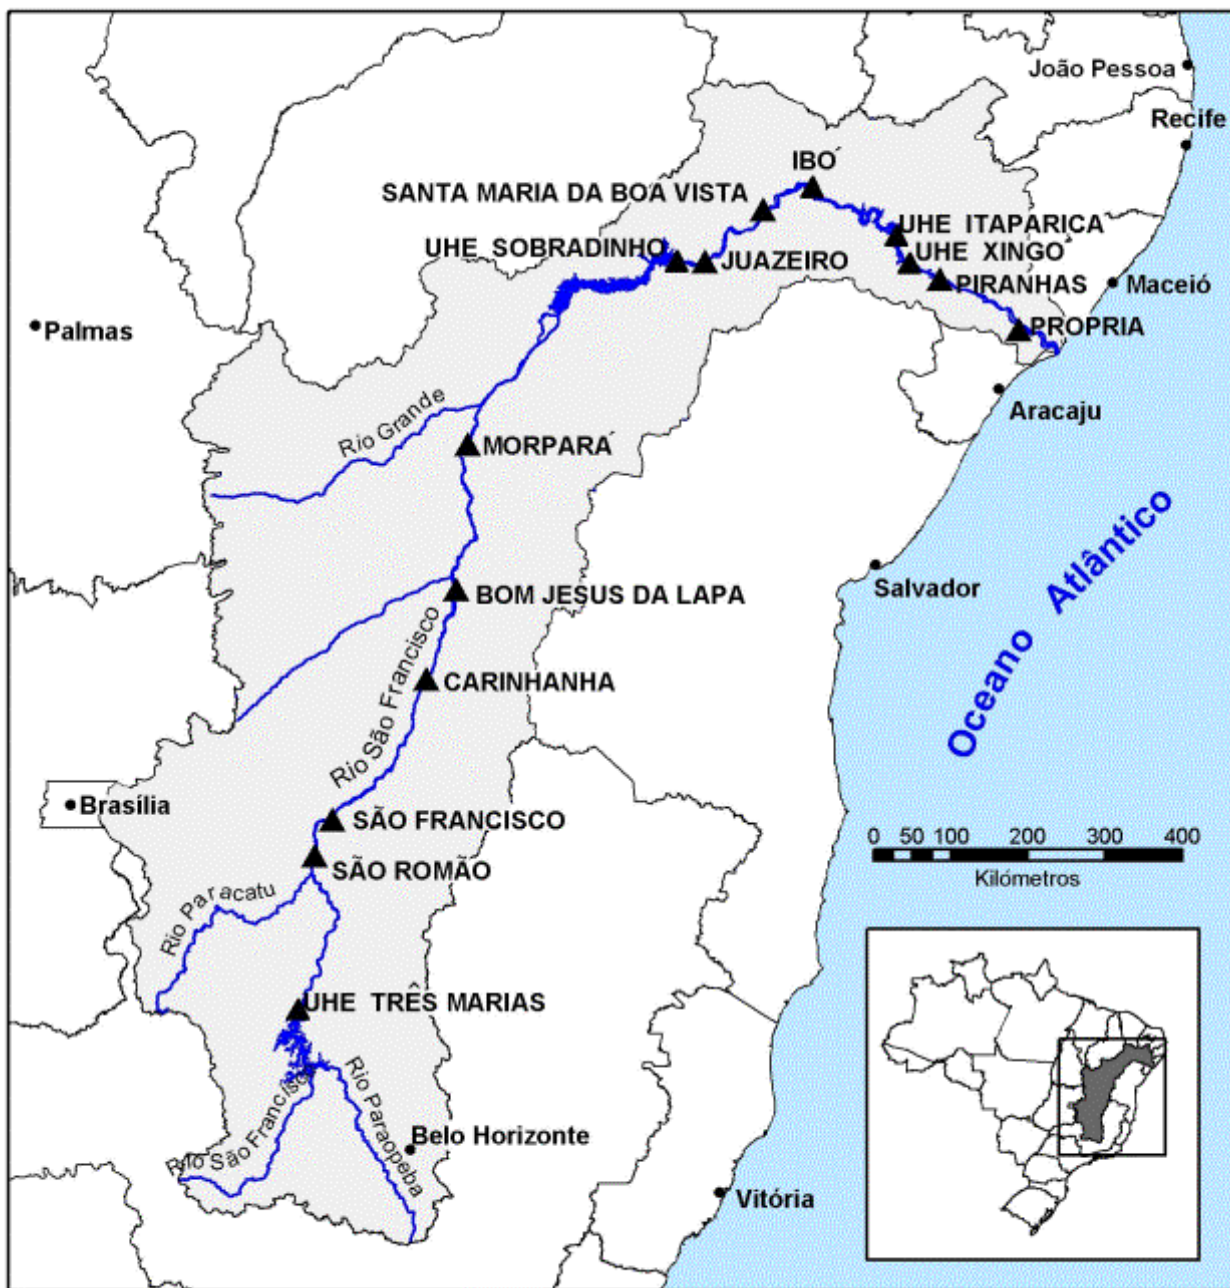 João Pessoa
Recife
IBÓ
SANTA MARIA DA BOA VISTA
UHE ITAPARICA
UHE SOBRADINHO
JUAZEIRO
UHE XINGÓ
PIRANHAS
Maceió
Palmas
PROPRIA
Aracaju
Rio Grande
MORPARÁ
Salvador
BOM JESUS DA LAPA
Oceano Atlântico
CARINHANHA
Rio São Francisco
Brasília
SÃO FRANCISCO
SÃO ROMÃO
0 50 100 200 300 400
Kilómetros
Rio Paracatu
UHE TRÊS MARIAS
Rio São Francisco
Rio Paraopeba
Belo Horizonte
Vitória